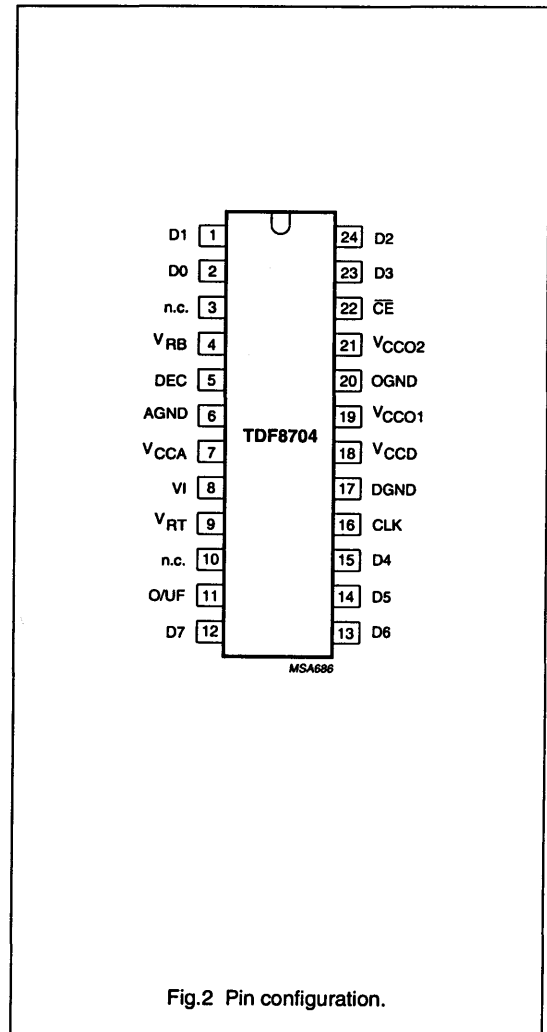 D1 1 24 D2
D0 2 23 D3
n.c. 3 22 C̅E̅
VRB 4 21 VCCO2
DEC 5 20 OGND
AGND 6 19 VCCO1
TDF8704
VCCA 7 18 VCCD
VI 8 17 DGND
VRT 9 16 CLK
n.c. 10 15 D4
O/UF 11 14 D5
D7 12 13 D6
MSA686
Fig.2 Pin configuration.